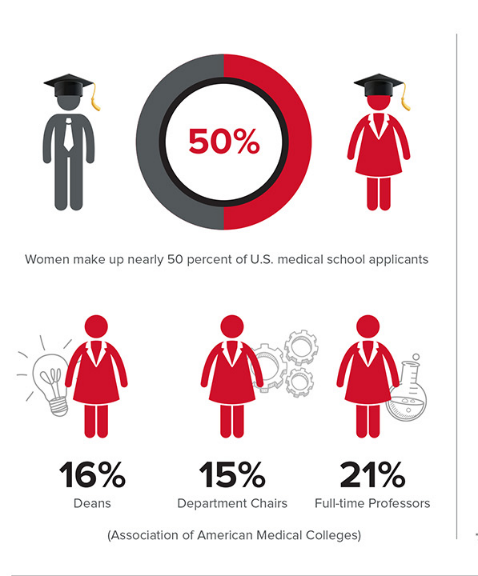 50%
Women make up nearly 50 percent of U.S. medical school applicants
16% 15% 21%
Deans Department Chairs Full-time Professors
(Association of American Medical Colleges)